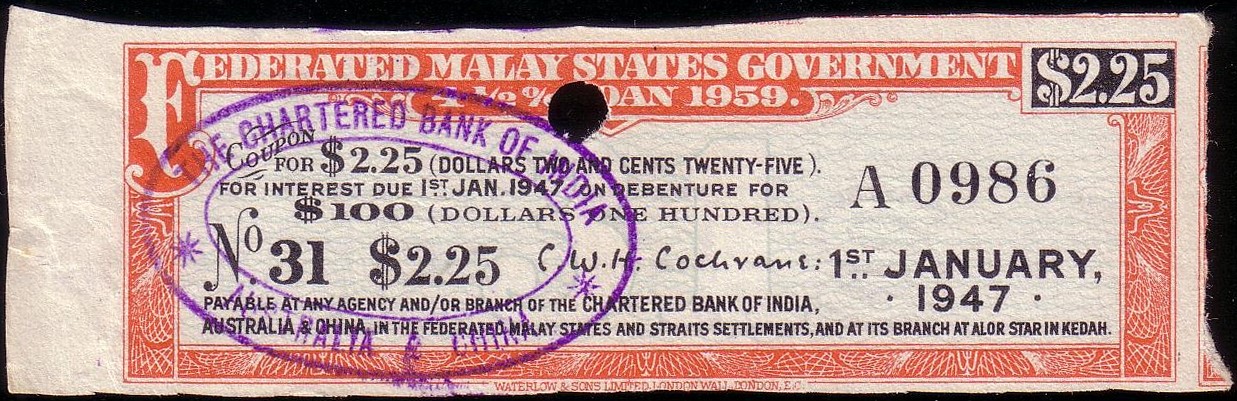 FEDERATED MALAY STATES GOVERNMENT
$2.25
4½% LOAN 1959.
THE CHARTERED BANK OF INDIA
COUPON FOR $2.25 (DOLLARS TWO AND CENTS TWENTY-FIVE).
FOR INTEREST DUE 1ST JAN. 1947, ON DEBENTURE FOR
$100 (DOLLARS ONE HUNDRED).
A 0986
No 31 $2.25
C W.H. Cochrane:
1ST JANUARY,
· 1947 ·
PAYABLE AT ANY AGENCY AND/OR BRANCH OF THE CHARTERED BANK OF INDIA,
AUSTRALIA & CHINA, IN THE FEDERATED MALAY STATES AND STRAITS SETTLEMENTS, AND AT ITS BRANCH AT ALOR STAR IN KEDAH.
AUSTRALIA & CHINA
WATERLOW & SONS LIMITED, LONDON WALL, LONDON, E.C.